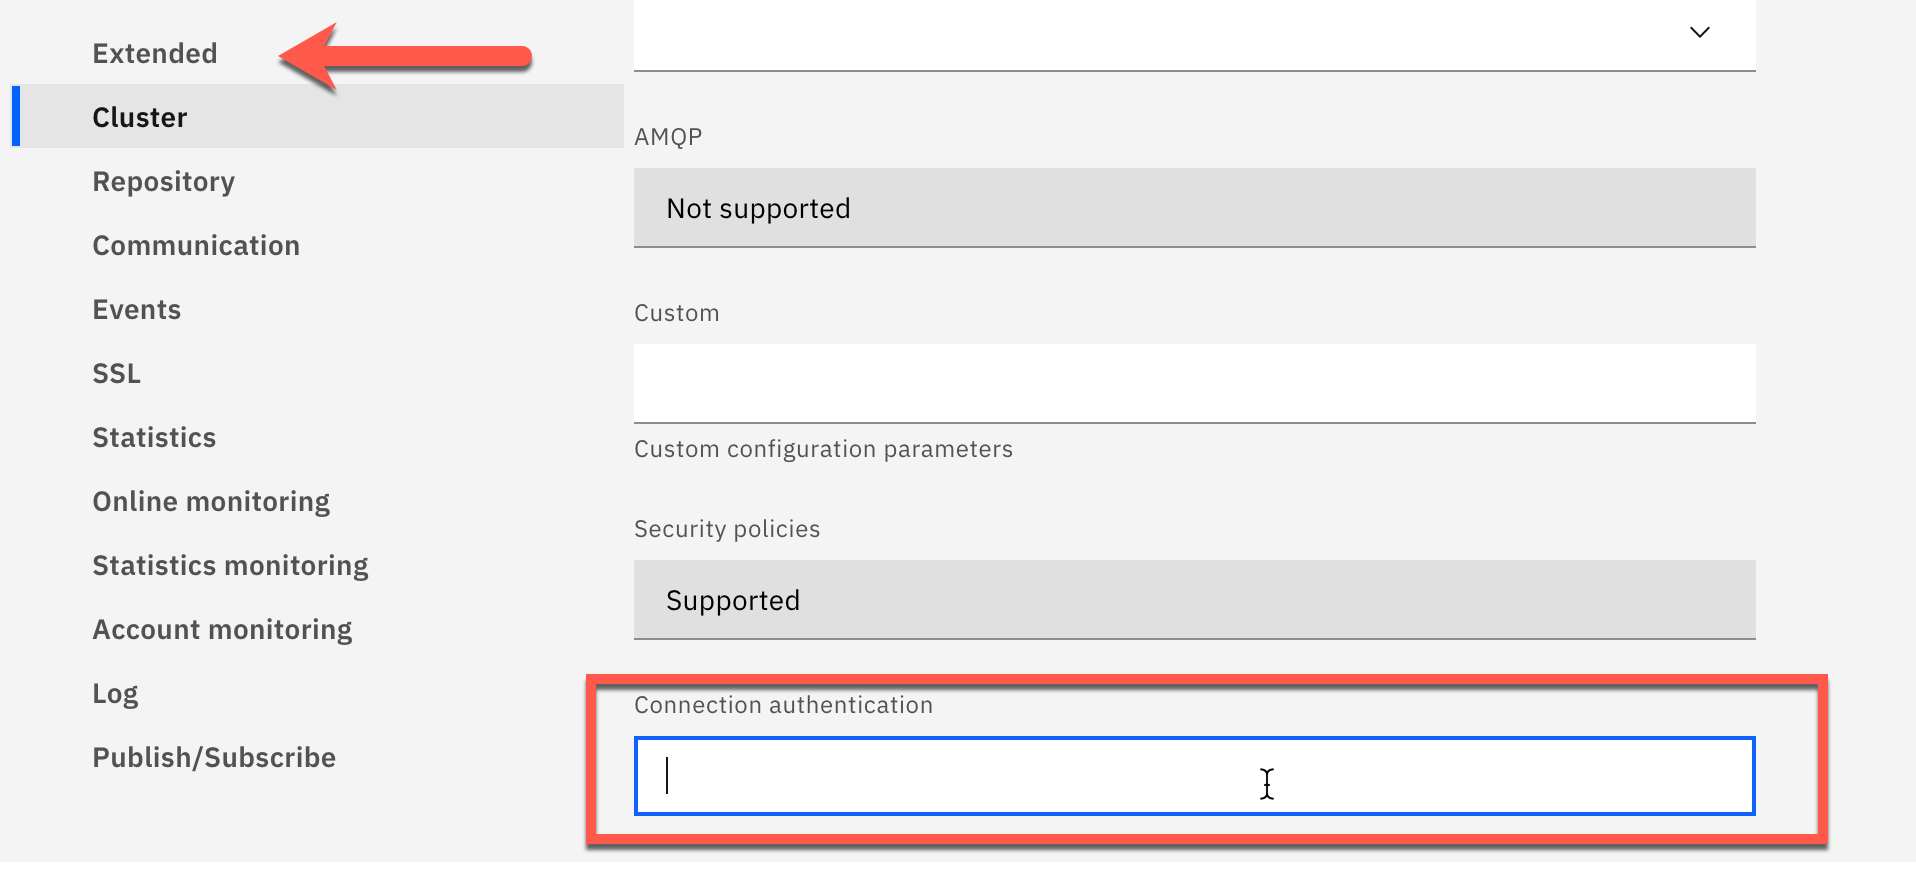 Extended
Cluster
Repository
Communication
Events
SSL
Statistics
Online monitoring
Statistics monitoring
Account monitoring
Log
Publish/Subscribe
AMQP
Not supported
Custom
Custom configuration parameters
Security policies
Supported
Connection authentication